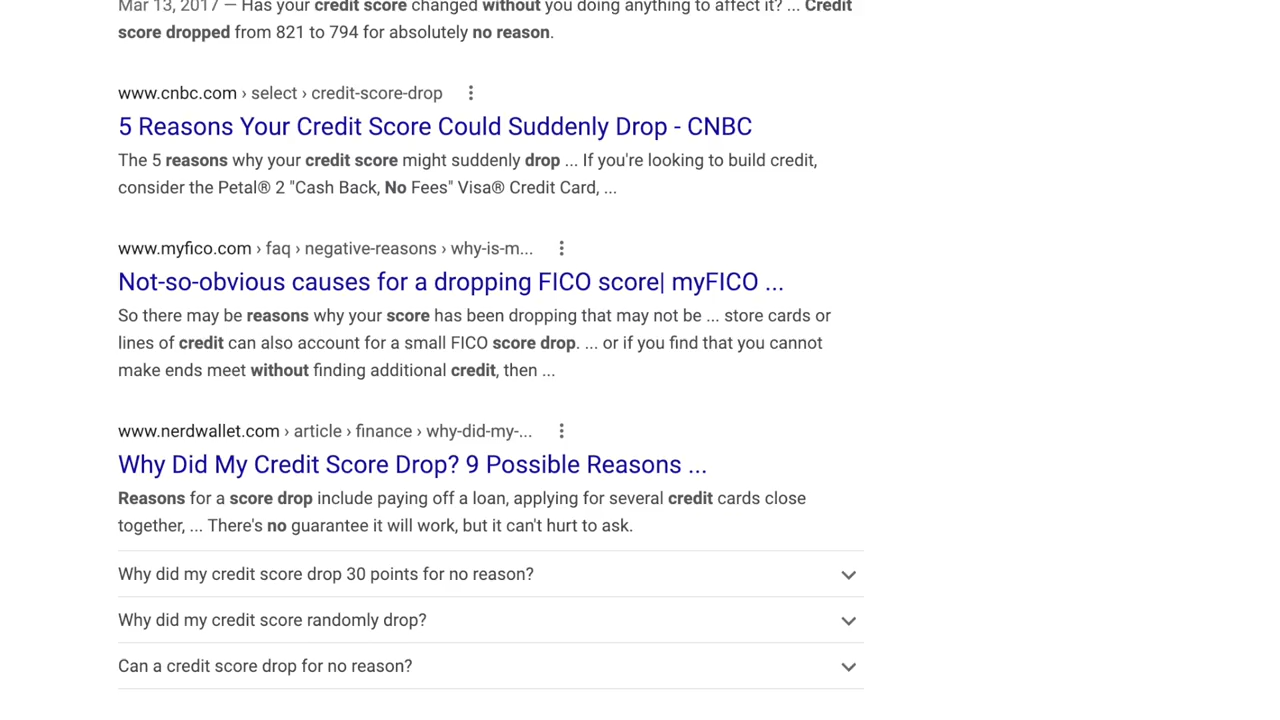 Mar 13, 2017 — Has your credit score changed without you doing anything to affect it? ... Credit
score dropped from 821 to 794 for absolutely no reason.
www.cnbc.com › select › credit-score-drop
5 Reasons Your Credit Score Could Suddenly Drop - CNBC
The 5 reasons why your credit score might suddenly drop ... If you're looking to build credit,
consider the Petal® 2 "Cash Back, No Fees" Visa® Credit Card, ...
www.myfico.com › faq › negative-reasons › why-is-m...
Not-so-obvious causes for a dropping FICO score| myFICO ...
So there may be reasons why your score has been dropping that may not be ... store cards or
lines of credit can also account for a small FICO score drop. ... or if you find that you cannot
make ends meet without finding additional credit, then ...
www.nerdwallet.com › article › finance › why-did-my-...
Why Did My Credit Score Drop? 9 Possible Reasons ...
Reasons for a score drop include paying off a loan, applying for several credit cards close
together, ... There's no guarantee it will work, but it can't hurt to ask.
Why did my credit score drop 30 points for no reason?
Why did my credit score randomly drop?
Can a credit score drop for no reason?